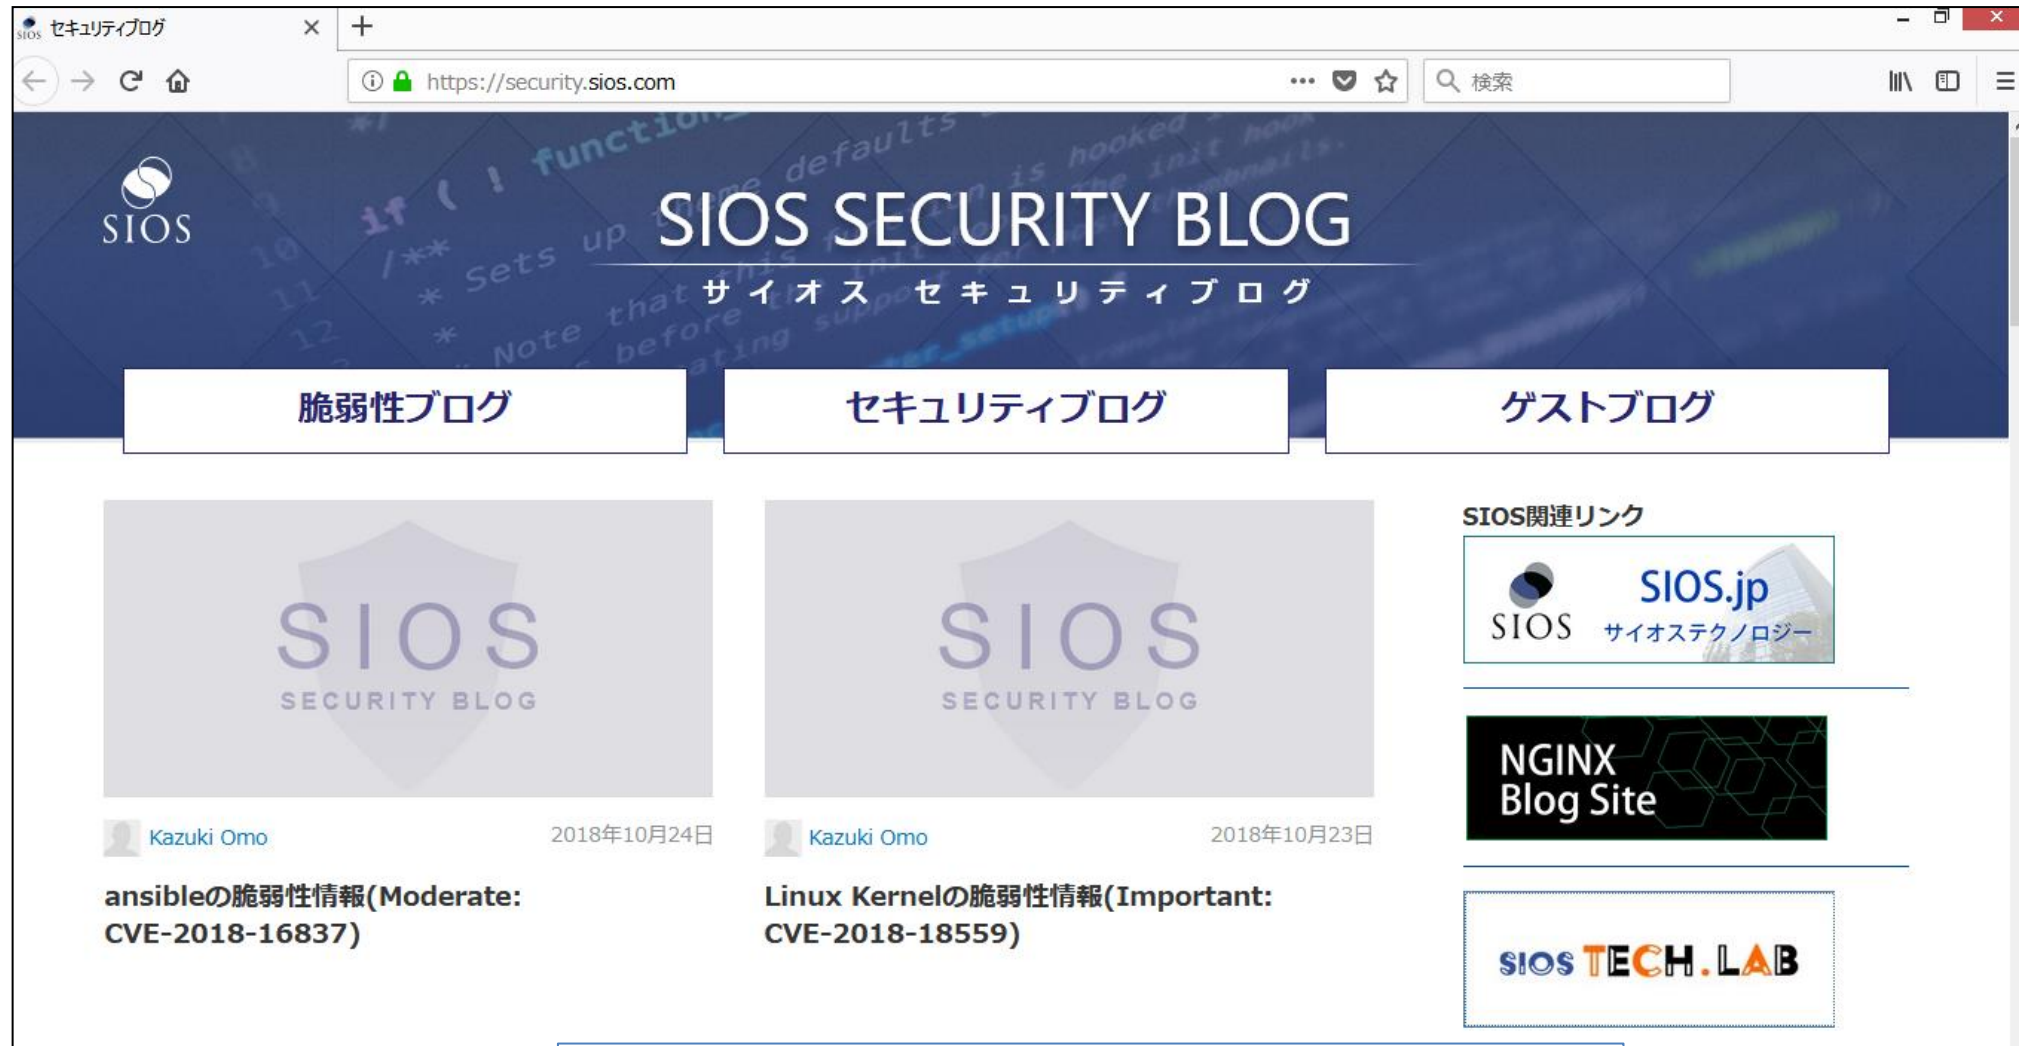 セキュリティブログ
https://security.sios.com
検索
SIOS
SIOS SECURITY BLOG
サイオス セキュリティブログ
脆弱性ブログ
セキュリティブログ
ゲストブログ
SIOS
SECURITY BLOG
Kazuki Omo
2018年10月24日
ansibleの脆弱性情報(Moderate:
CVE-2018-16837)
SIOS
SECURITY BLOG
Kazuki Omo
2018年10月23日
Linux Kernelの脆弱性情報(Important:
CVE-2018-18559)
SIOS関連リンク
SIOS
SIOS.jp
サイオステクノロジー
NGINX
Blog Site
SIOS TECH.LAB